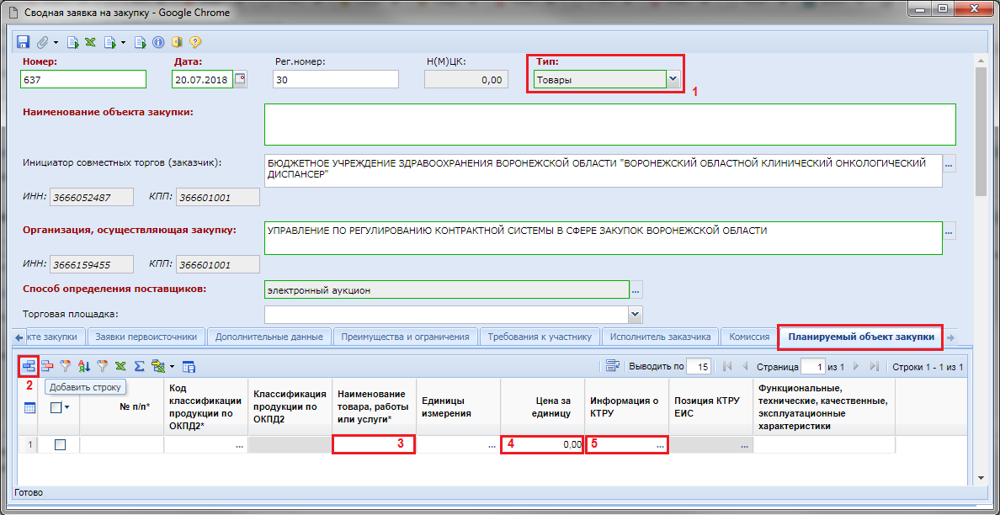 Сводная заявка на закупку - Google Chrome
Номер: Дата: Рег.номер: Н(М)ЦК: Тип:
637 20.07.2018 30 0,00 Товары
1
Наименование объекта закупки:
Инициатор совместных торгов (заказчик):
БЮДЖЕТНОЕ УЧРЕЖДЕНИЕ ЗДРАВООХРАНЕНИЯ ВОРОНЕЖСКОЙ ОБЛАСТИ "ВОРОНЕЖСКИЙ ОБЛАСТНОЙ КЛИНИЧЕСКИЙ ОНКОЛОГИЧЕСКИЙ
ДИСПАНСЕР"
...
ИНН: 3666052487 КПП: 366601001
Организация, осуществляющая закупку:
УПРАВЛЕНИЕ ПО РЕГУЛИРОВАНИЮ КОНТРАКТНОЙ СИСТЕМЫ В СФЕРЕ ЗАКУПОК ВОРОНЕЖСКОЙ ОБЛАСТИ
...
ИНН: 3666159455 КПП: 366601001
Способ определения поставщиков: электронный аукцион ...
Торговая площадка:
кте закупки Заявки первоисточники Дополнительные данные Преимущества и ограничения Требования к участнику Исполнитель заказчика Комиссия Планируемый объект закупки
Выводить по 15 Страница 1 из 1 Строки 1 - 1 из 1
2
Добавить строку
№ п/п*
Код
классификации
продукции по
ОКПД2*
Классификация
продукции по
ОКПД2
Наименование
товара, работы
или услуги*
Единицы
измерения
Цена за
единицу
Информация о
КТРУ
Позиция КТРУ
ЕИС
Функциональные,
технические, качественные,
эксплуатационные
характеристики
1 ... 3 ... 4 0,00 5 ... ...
Готово